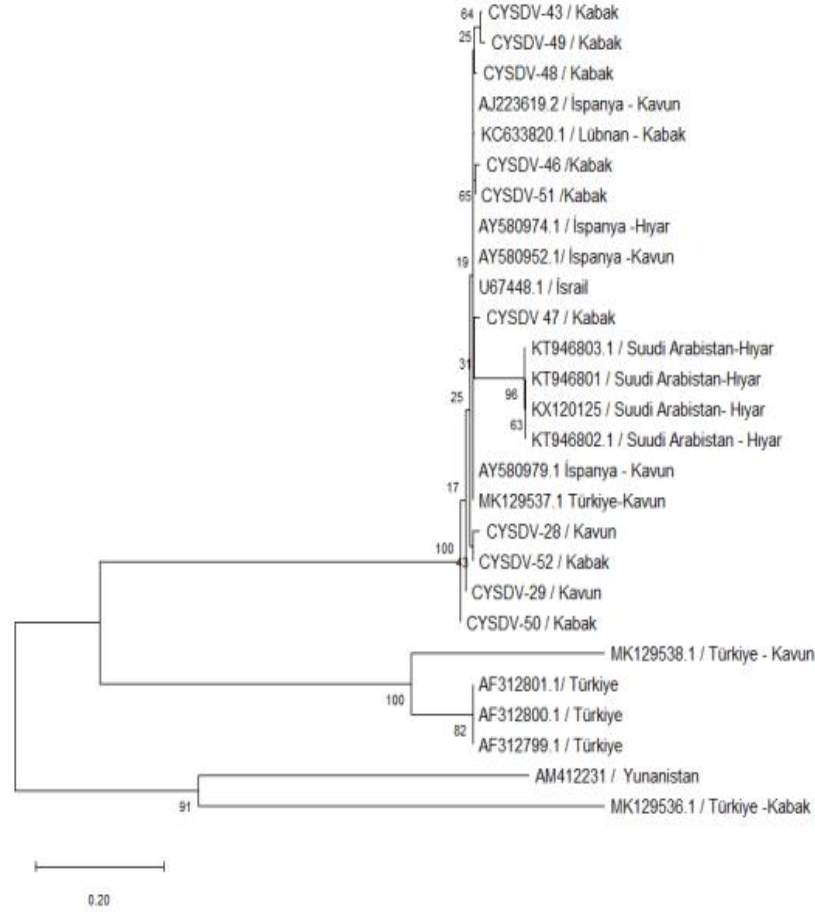 64
CYSDV-43 / Kabak
25
CYSDV-49 / Kabak
CYSDV-48 / Kabak
AJ223619.2 / İspanya - Kavun
KC633820.1 / Lübnan - Kabak
CYSDV-46 /Kabak
65
CYSDV-51 /Kabak
AY580974.1 / İspanya -Hıyar
19
AY580952.1/ İspanya -Kavun
U67448.1 / İsrail
CYSDV 47 / Kabak
KT946803.1 / Suudi Arabistan-Hıyar
31
KT946801 / Suudi Arabistan-Hıyar
96
25
KX120125 / Suudi Arabistan- Hıyar
63
KT946802.1 / Suudi Arabistan - Hıyar
AY580979.1 İspanya - Kavun
17
MK129537.1 Türkiye-Kavun
CYSDV-28 / Kavun
100
43
CYSDV-52 / Kabak
CYSDV-29 / Kavun
CYSDV-50 / Kabak
MK129538.1 / Türkiye - Kavun
AF312801.1/ Türkiye
100
AF312800.1 / Türkiye
82
AF312799.1 / Türkiye
AM412231 / Yunanistan
91
MK129536.1 / Türkiye -Kabak
0.20